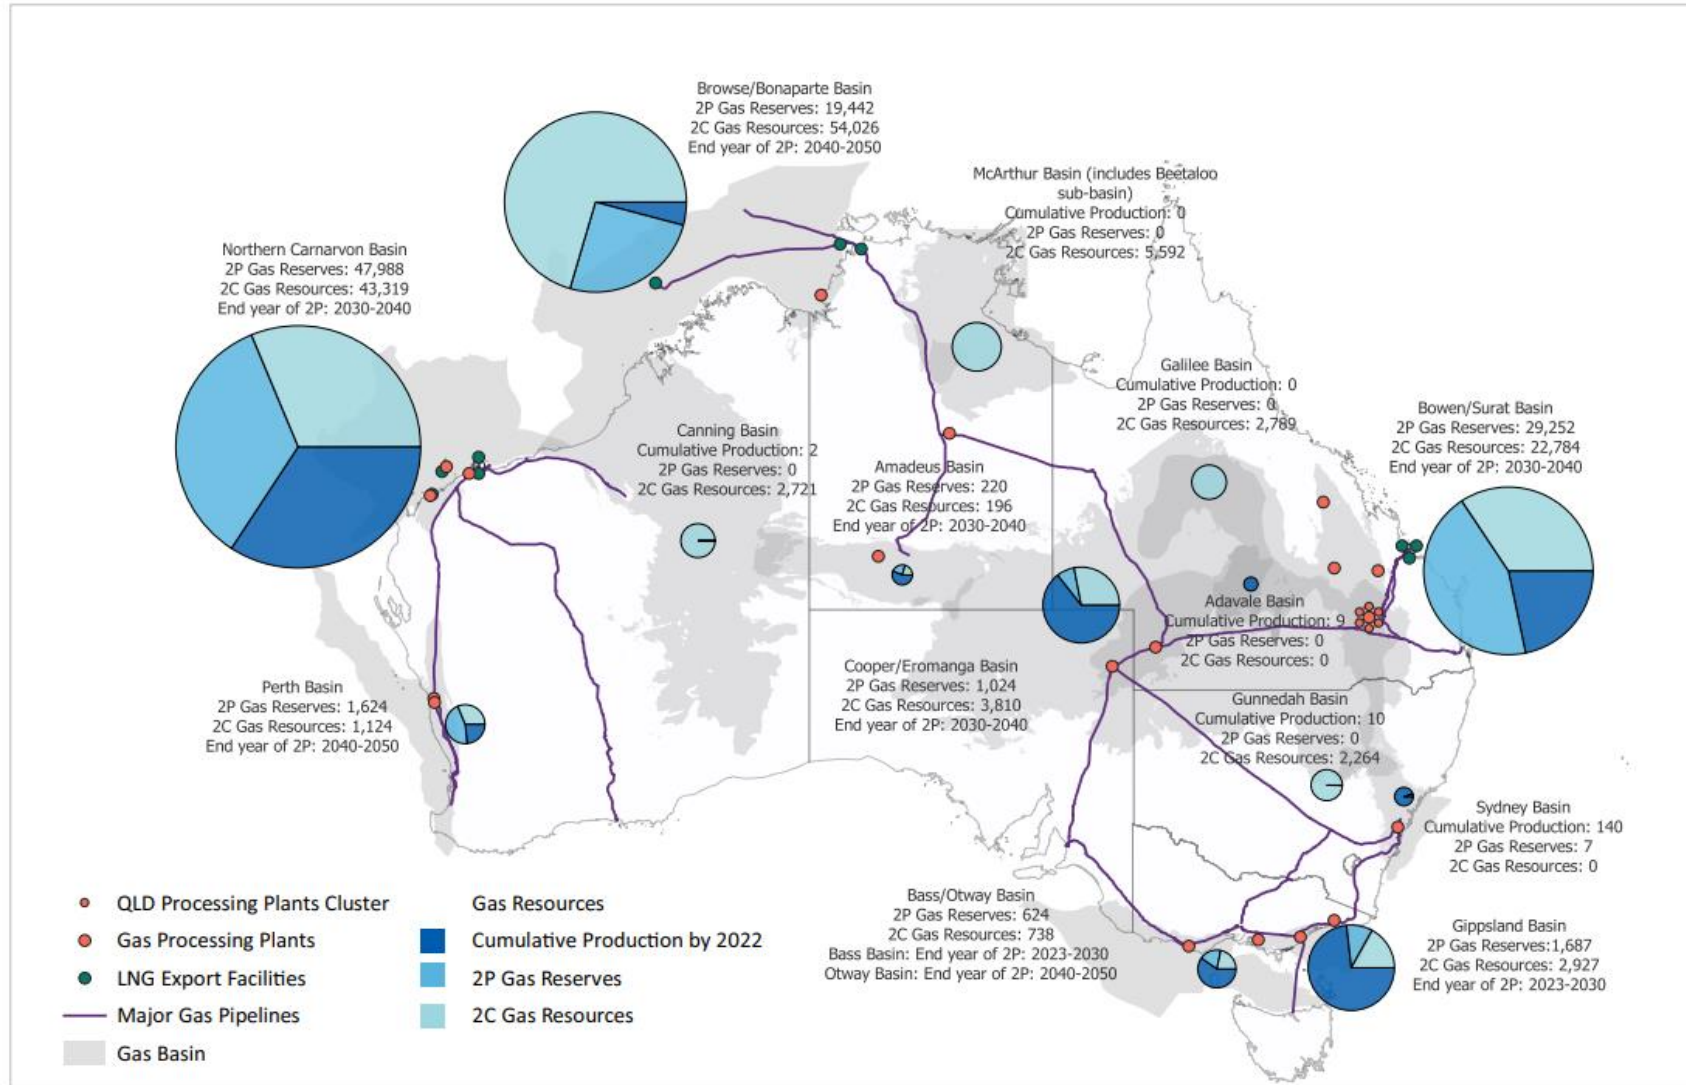 Browse/Bonaparte Basin
2P Gas Reserves: 19,442
2C Gas Resources: 54,026
End year of 2P: 2040-2050
McArthur Basin (includes Beetaloo
sub-basin)
Cumulative Production: 0
2P Gas Reserves: 0
2C Gas Resources: 5,592
Northern Carnarvon Basin
2P Gas Reserves: 47,988
2C Gas Resources: 43,319
End year of 2P: 2030-2040
Galilee Basin
Cumulative Production: 0
2P Gas Reserves: 0
2C Gas Resources: 2,789
Bowen/Surat Basin
2P Gas Reserves: 29,252
2C Gas Resources: 22,784
End year of 2P: 2030-2040
Canning Basin
Cumulative Production: 2
2P Gas Reserves: 0
2C Gas Resources: 2,721
Amadeus Basin
2P Gas Reserves: 220
2C Gas Resources: 196
End year of 2P: 2030-2040
Adavale Basin
Cumulative Production: 9
2P Gas Reserves: 0
2C Gas Resources: 0
Cooper/Eromanga Basin
2P Gas Reserves: 1,024
2C Gas Resources: 3,810
End year of 2P: 2030-2040
Perth Basin
2P Gas Reserves: 1,624
2C Gas Resources: 1,124
End year of 2P: 2040-2050
Gunnedah Basin
Cumulative Production: 10
2P Gas Reserves: 0
2C Gas Resources: 2,264
Sydney Basin
Cumulative Production: 140
2P Gas Reserves: 7
2C Gas Resources: 0
Bass/Otway Basin
2P Gas Reserves: 624
2C Gas Resources: 738
Bass Basin: End year of 2P: 2023-2030
Otway Basin: End year of 2P: 2040-2050
Gippsland Basin
2P Gas Reserves:1,687
2C Gas Resources: 2,927
End year of 2P: 2023-2030
QLD Processing Plants Cluster
Gas Processing Plants
LNG Export Facilities
Major Gas Pipelines
Gas Basin
Gas Resources
Cumulative Production by 2022
2P Gas Reserves
2C Gas Resources